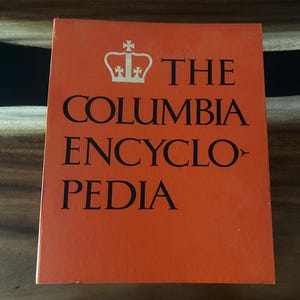 THE
COLUMBIA
ENCYCLO-
PEDIA